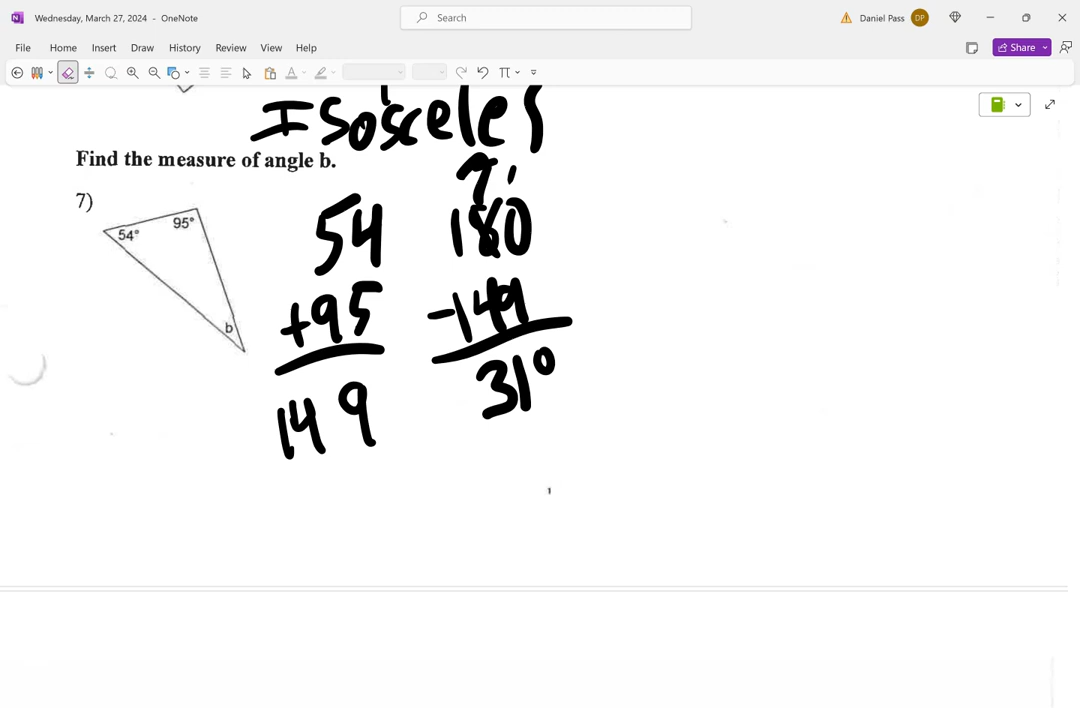 Wednesday, March 27, 2024 - OneNote
Search
Daniel Pass DP
File Home Insert Draw History Review View Help
Share
Isosceles
Find the measure of angle b.
7)
54°
95°
b
54
+95
149
180
-149
31°
1